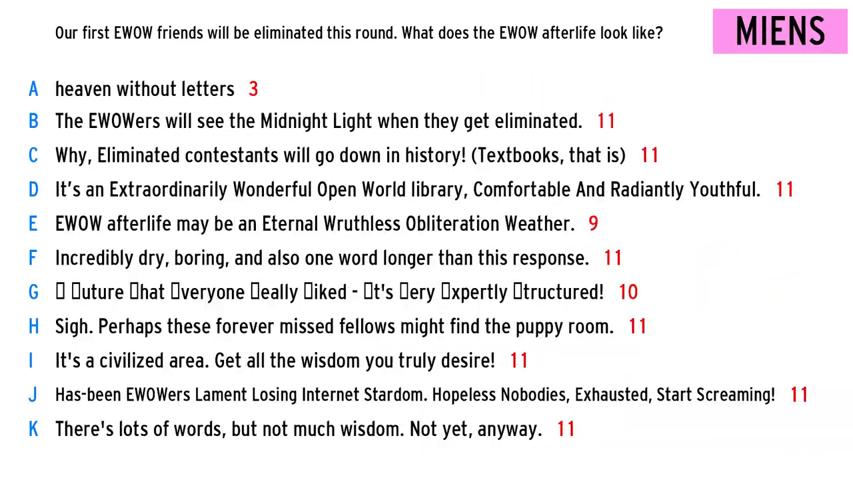 Our first EWOW friends will be eliminated this round. What does the EWOW afterlife look like?
MIENS
A heaven without letters 3
B The EWOWers will see the Midnight Light when they get eliminated. 11
C Why, Eliminated contestants will go down in history! (Textbooks, that is) 11
D It’s an Extraordinarily Wonderful Open World library, Comfortable And Radiantly Youthful. 11
E EWOW afterlife may be an Eternal Wruthless Obliteration Weather. 9
F Incredibly dry, boring, and also one word longer than this response. 11
G ▯ ▯uture ▯hat ▯veryone ▯eally ▯iked - ▯t's ▯ery ▯xpertly ▯tructured! 10
H Sigh. Perhaps these forever missed fellows might find the puppy room. 11
I It's a civilized area. Get all the wisdom you truly desire! 11
J Has-been EWOWers Lament Losing Internet Stardom. Hopeless Nobodies, Exhausted, Start Screaming! 11
K There's lots of words, but not much wisdom. Not yet, anyway. 11